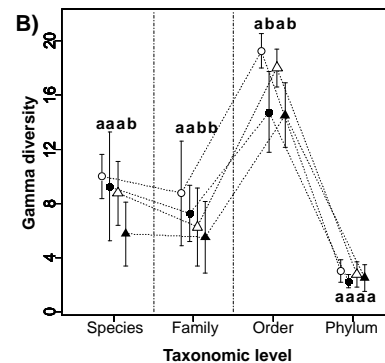 B)
abab
aaab
aabb
aaaa
Gamma diversity
20
16
12
8
4
0
Species Family Order Phylum
Taxonomic level